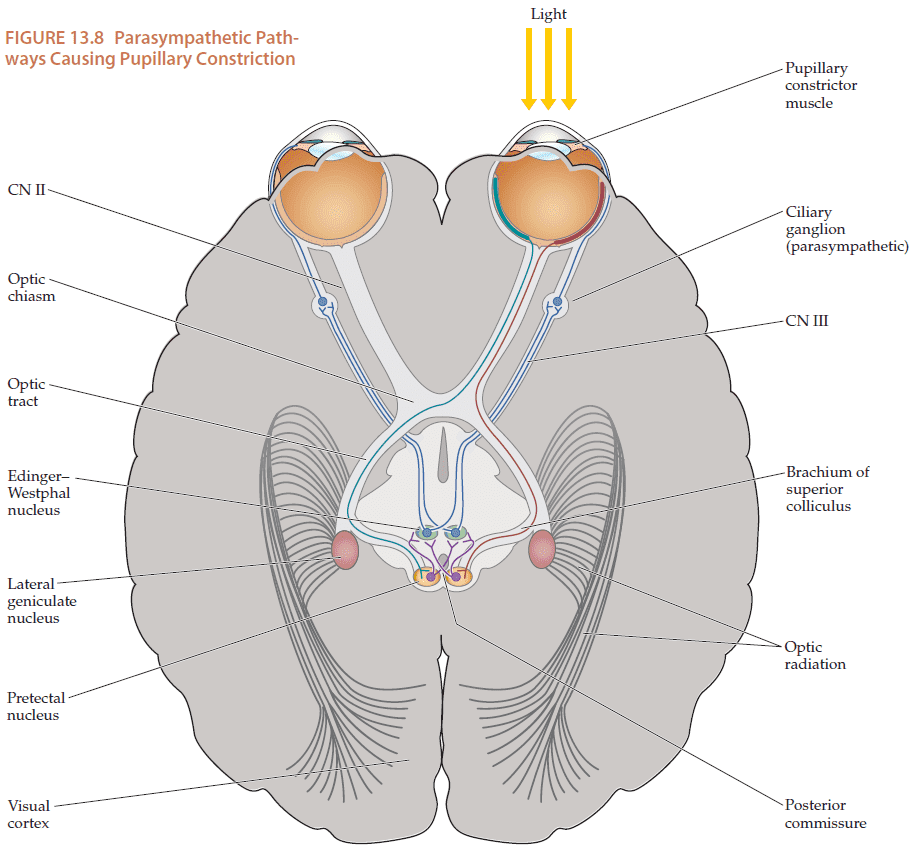 FIGURE 13.8 Parasympathetic Path-
ways Causing Pupillary Constriction
Light
Pupillary
constrictor
muscle
CN II
Ciliary
ganglion
(parasympathetic)
Optic
chiasm
CN III
Optic
tract
Edinger–
Westphal
nucleus
Brachium of
superior
colliculus
Lateral
geniculate
nucleus
Optic
radiation
Pretectal
nucleus
Visual
cortex
Posterior
commissure